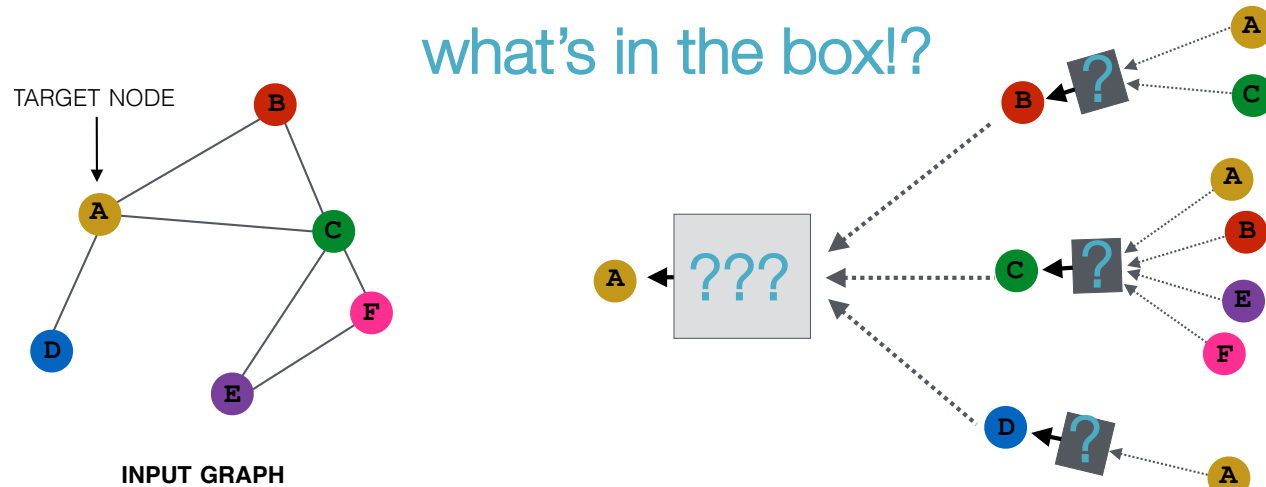 what's in the box!?
TARGET NODE
B
A
C
F
D
E
INPUT GRAPH
A
???
B
?
A
C
C
?
A
B
E
F
D
?
A